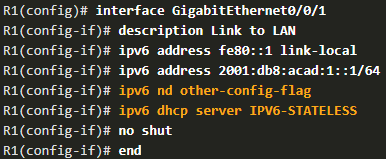 R1(config)# interface GigabitEthernet0/0/1
R1(config-if)# description Link to LAN
R1(config-if)# ipv6 address fe80::1 link-local
R1(config-if)# ipv6 address 2001:db8:acad:1::1/64
R1(config-if)# ipv6 nd other-config-flag
R1(config-if)# ipv6 dhcp server IPV6-STATELESS
R1(config-if)# no shut
R1(config-if)# end